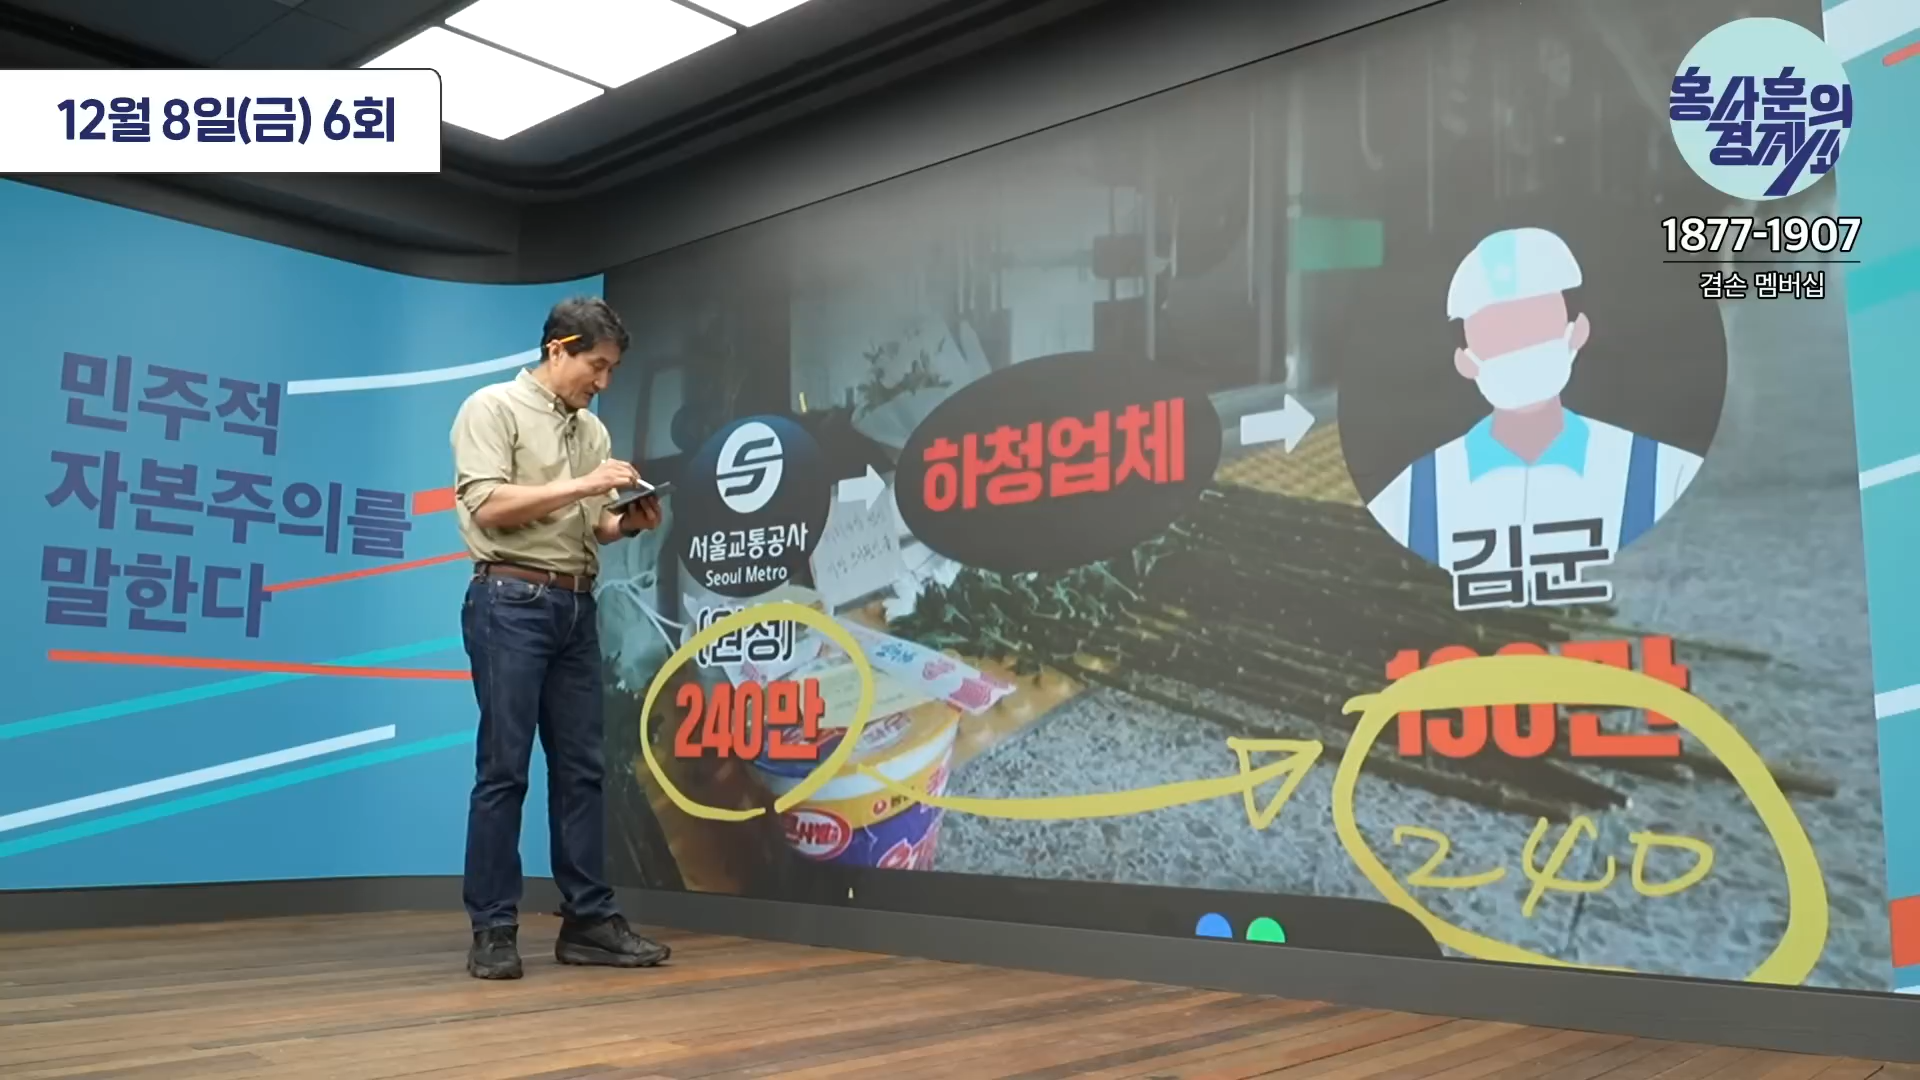 12월 8일(금) 6회
홍사훈의
경제쇼
1877-1907
겸손 멤버십
민주적
자본주의를
말한다
서울교통공사
Seoul Metro
(원청)
240만
하청업체
김군
240